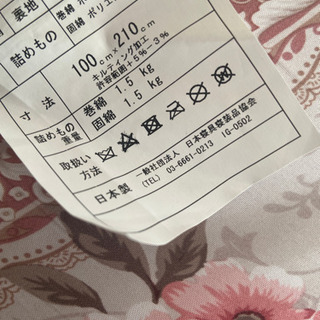 裏地
巻綿
詰めもの 固綿 ポリエ
寸法 100cm×210cm
キルティング加工
許容範囲+5%-3%
詰めもの重量 巻綿 1.5 kg
固綿 1.5 kg
取扱い方法
一般社団法人 日本寝具寝装品協会
日本製 (TEL) 03-6661-0213 IG-0502